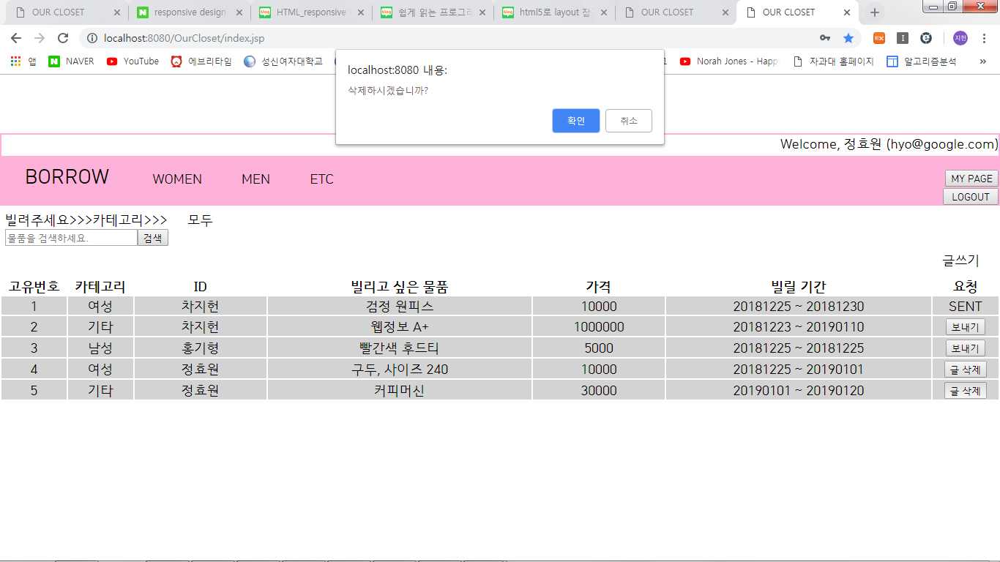 OUR CLOSET responsive design HTML_responsive 쉽게 읽는 프로그 html5로 layout 잡 OUR CLOSET OUR CLOSET
localhost:8080/OurCloset/index.jsp 지헌
앱 NAVER YouTube 에브리타임 성신여자대학교 Norah Jones - Happ 자과대 홈페이지 알고리즘분석 »
localhost:8080 내용:
삭제하시겠습니까?
확인 취소
Welcome, 정효원 (hyo@google.com)
BORROW WOMEN MEN ETC MY PAGE
LOGOUT
빌려주세요>>>카테고리>>> 모두
물품을 검색하세요. 검색
글쓰기
고유번호 카테고리 ID 빌리고 싶은 물품 가격 빌릴 기간 요청
1 여성 차지헌 검정 원피스 10000 20181225 ~ 20181230 SENT
2 기타 차지헌 웹정보 A+ 1000000 20181223 ~ 20190110 보내기
3 남성 홍기형 빨간색 후드티 5000 20181225 ~ 20181225 보내기
4 여성 정효원 구두, 사이즈 240 10000 20181225 ~ 20190101 글 삭제
5 기타 정효원 커피머신 30000 20190101 ~ 20190120 글 삭제